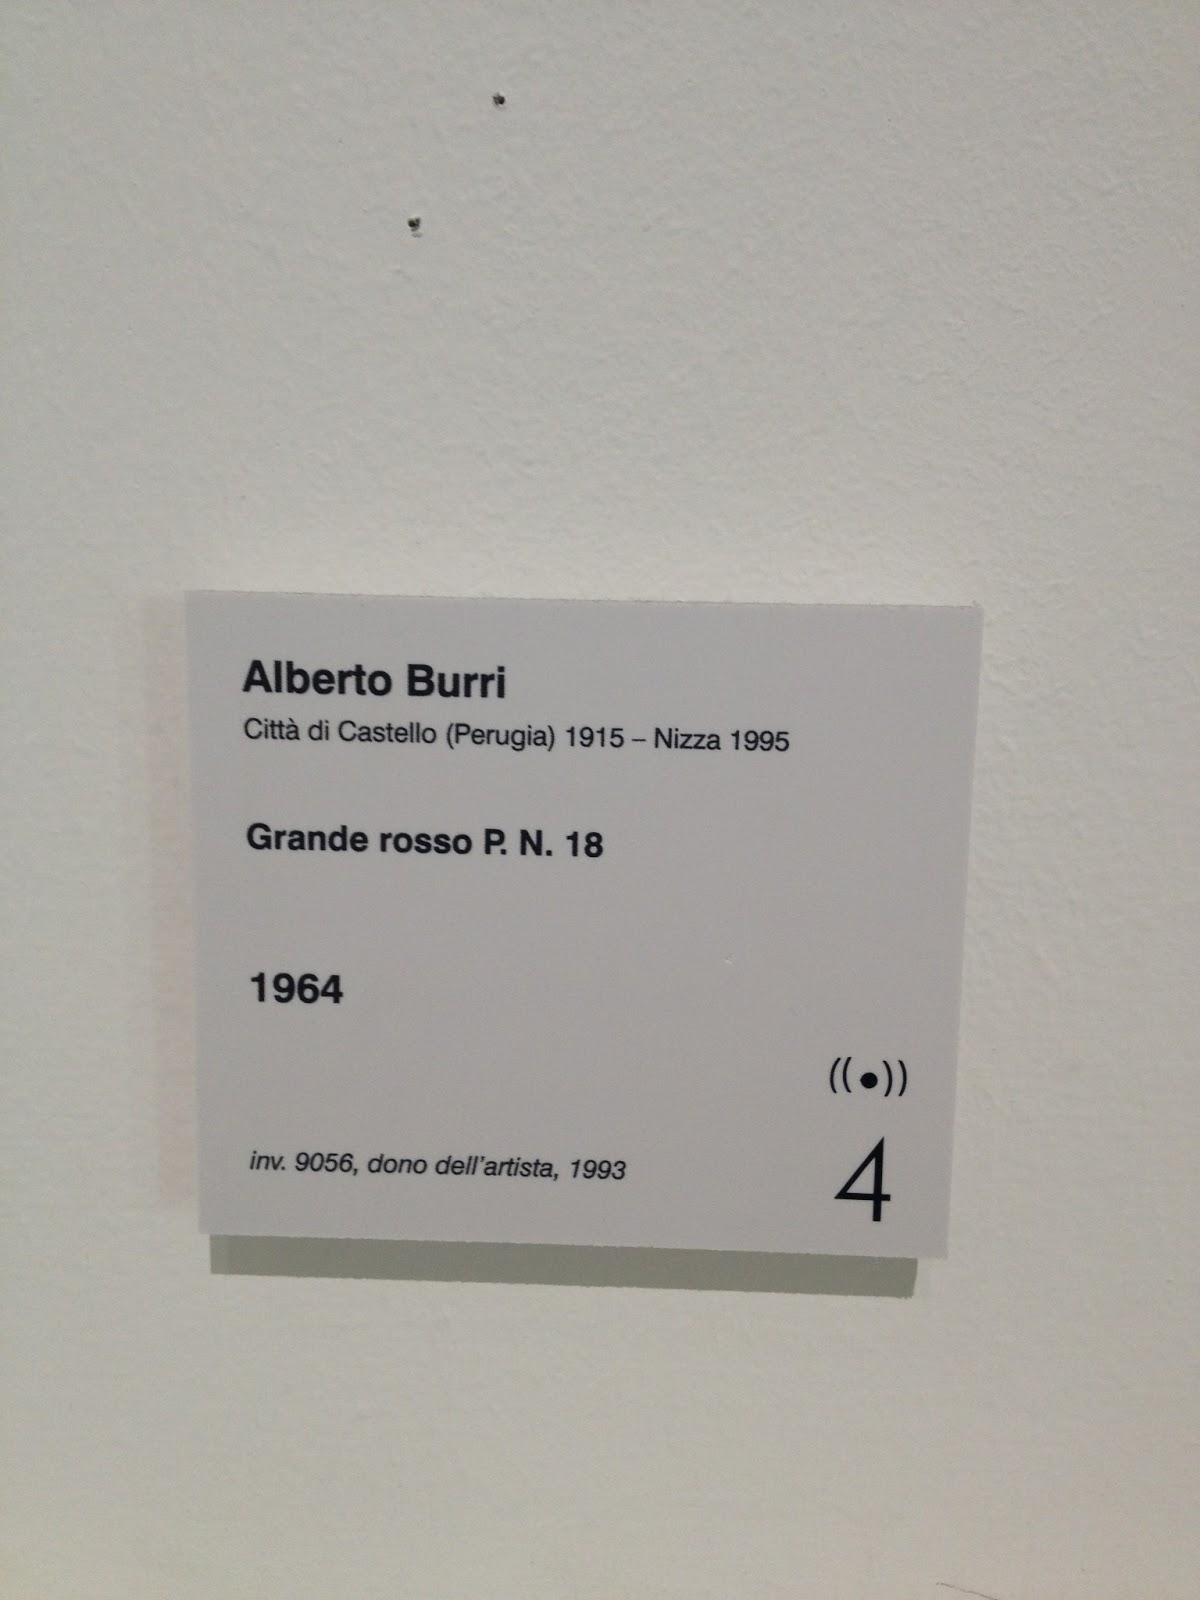 Alberto Burri
Città di Castello (Perugia) 1915 – Nizza 1995
Grande rosso P. N. 18
1964
((•))
inv. 9056, dono dell'artista, 1993
4